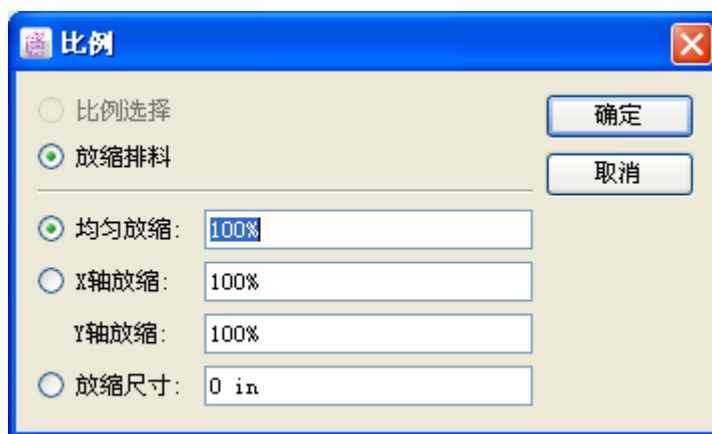 比例
比例选择
确定
放缩排料
取消
均匀放缩: 100%
X轴放缩: 100%
Y轴放缩: 100%
放缩尺寸: 0 in